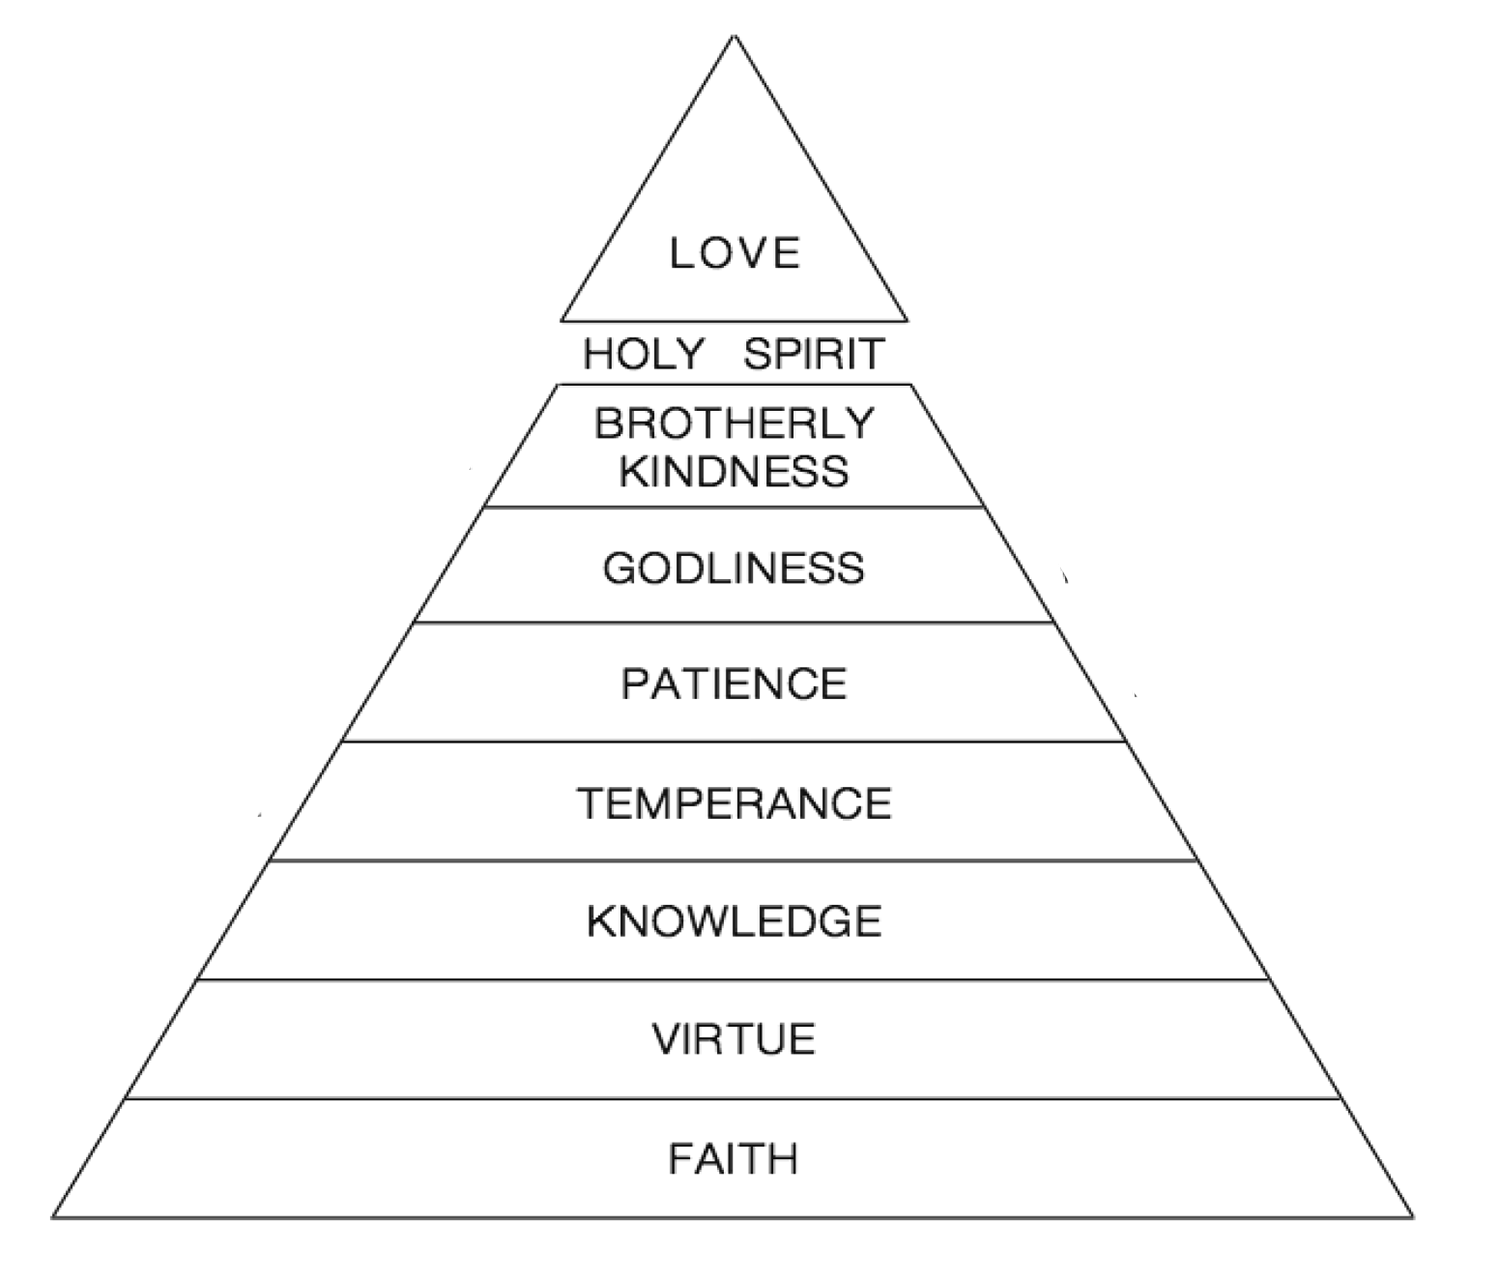 LOVE
HOLY SPIRIT
BROTHERLY
KINDNESS
GODLINESS
PATIENCE
TEMPERANCE
KNOWLEDGE
VIRTUE
FAITH